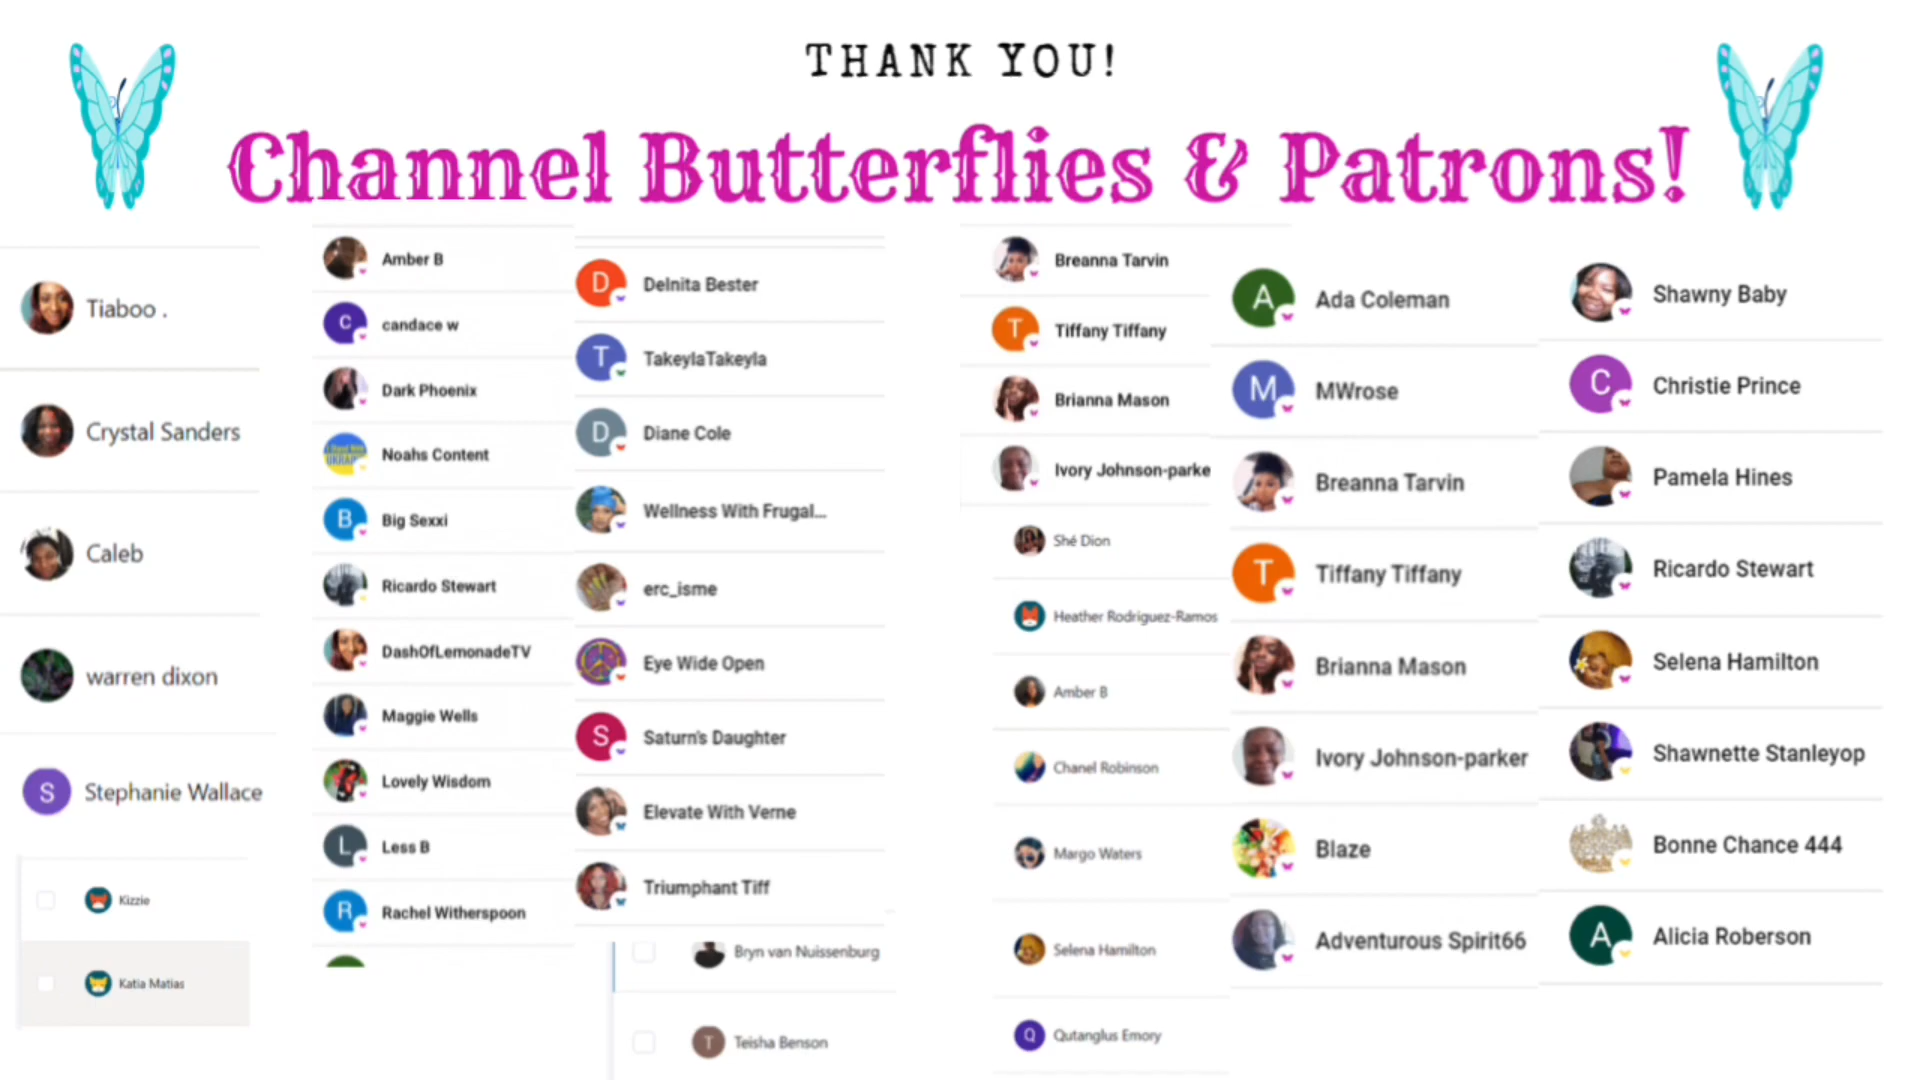 THANK YOU!
Channel Butterflies & Patrons!
Tiaboo .
Crystal Sanders
Caleb
warren dixon
S
Stephanie Wallace
Kizzie
Katia Matias
Amber B
C
candace w
Dark Phoenix
Noahs Content
B
Big Sexxi
Ricardo Stewart
DashOfLemonadeTV
Maggie Wells
Lovely Wisdom
L
Less B
R
Rachel Witherspoon
D
Delnita Bester
T
TakeylaTakeyla
D
Diane Cole
Wellness With Frugal...
erc_isme
Eye Wide Open
S
Saturn's Daughter
Elevate With Verne
Triumphant Tiff
Bryn van Nuissenburg
T
Teisha Benson
Breanna Tarvin
T
Tiffany Tiffany
Brianna Mason
Ivory Johnson-parke
Shé Dion
Heather Rodriguez-Ramos
Amber B
Chanel Robinson
Margo Waters
Selena Hamilton
Q
Qutanglus Emory
A
Ada Coleman
M
MWrose
Breanna Tarvin
T
Tiffany Tiffany
Brianna Mason
Ivory Johnson-parker
Blaze
Adventurous Spirit66
Shawny Baby
C
Christie Prince
Pamela Hines
Ricardo Stewart
Selena Hamilton
Shawnette Stanleyop
Bonne Chance 444
A
Alicia Roberson